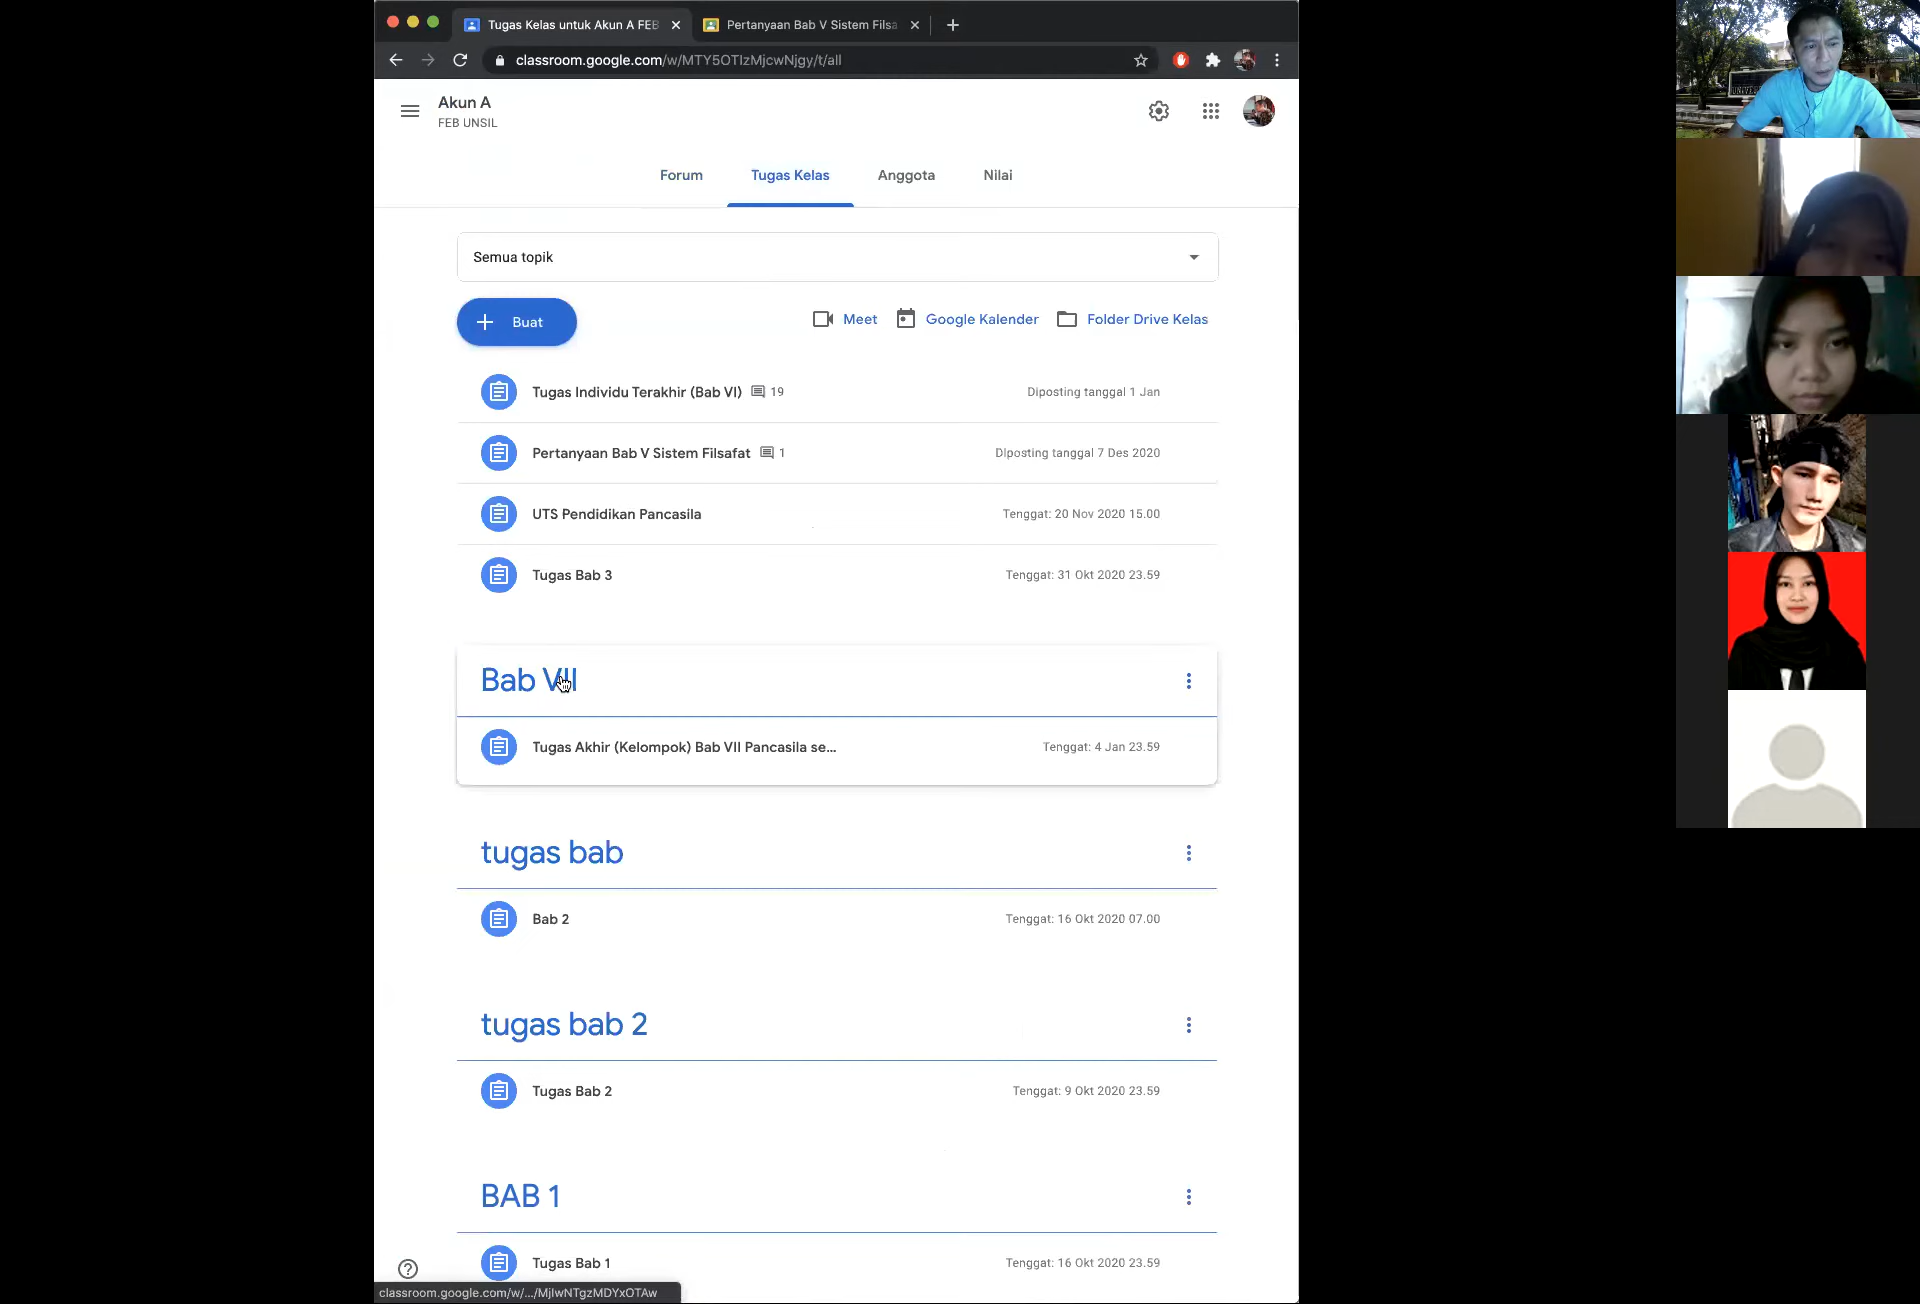 Tugas Kelas untuk Akun A FEB
Pertanyaan Bab V Sistem Filsa
classroom.google.com/w/MTY5OTIzMjcwNjgy/t/all
Akun A
FEB UNSIL
Forum
Tugas Kelas
Anggota
Nilai
Semua topik
Buat
Meet
Google Kalender
Folder Drive Kelas
Tugas Individu Terakhir (Bab VI) 19
Diposting tanggal 1 Jan
Pertanyaan Bab V Sistem Filsafat 1
Diposting tanggal 7 Des 2020
UTS Pendidikan Pancasila
Tenggat: 20 Nov 2020 15.00
Tugas Bab 3
Tenggat: 31 Okt 2020 23.59
Bab VII
Tugas Akhir (Kelompok) Bab VII Pancasila se...
Tenggat: 4 Jan 23.59
tugas bab
Bab 2
Tenggat: 16 Okt 2020 07.00
tugas bab 2
Tugas Bab 2
Tenggat: 9 Okt 2020 23.59
BAB 1
Tugas Bab 1
Tenggat: 16 Okt 2020 23.59
classroom.google.com/w/.../MjIwNTgzMDYxOTAw